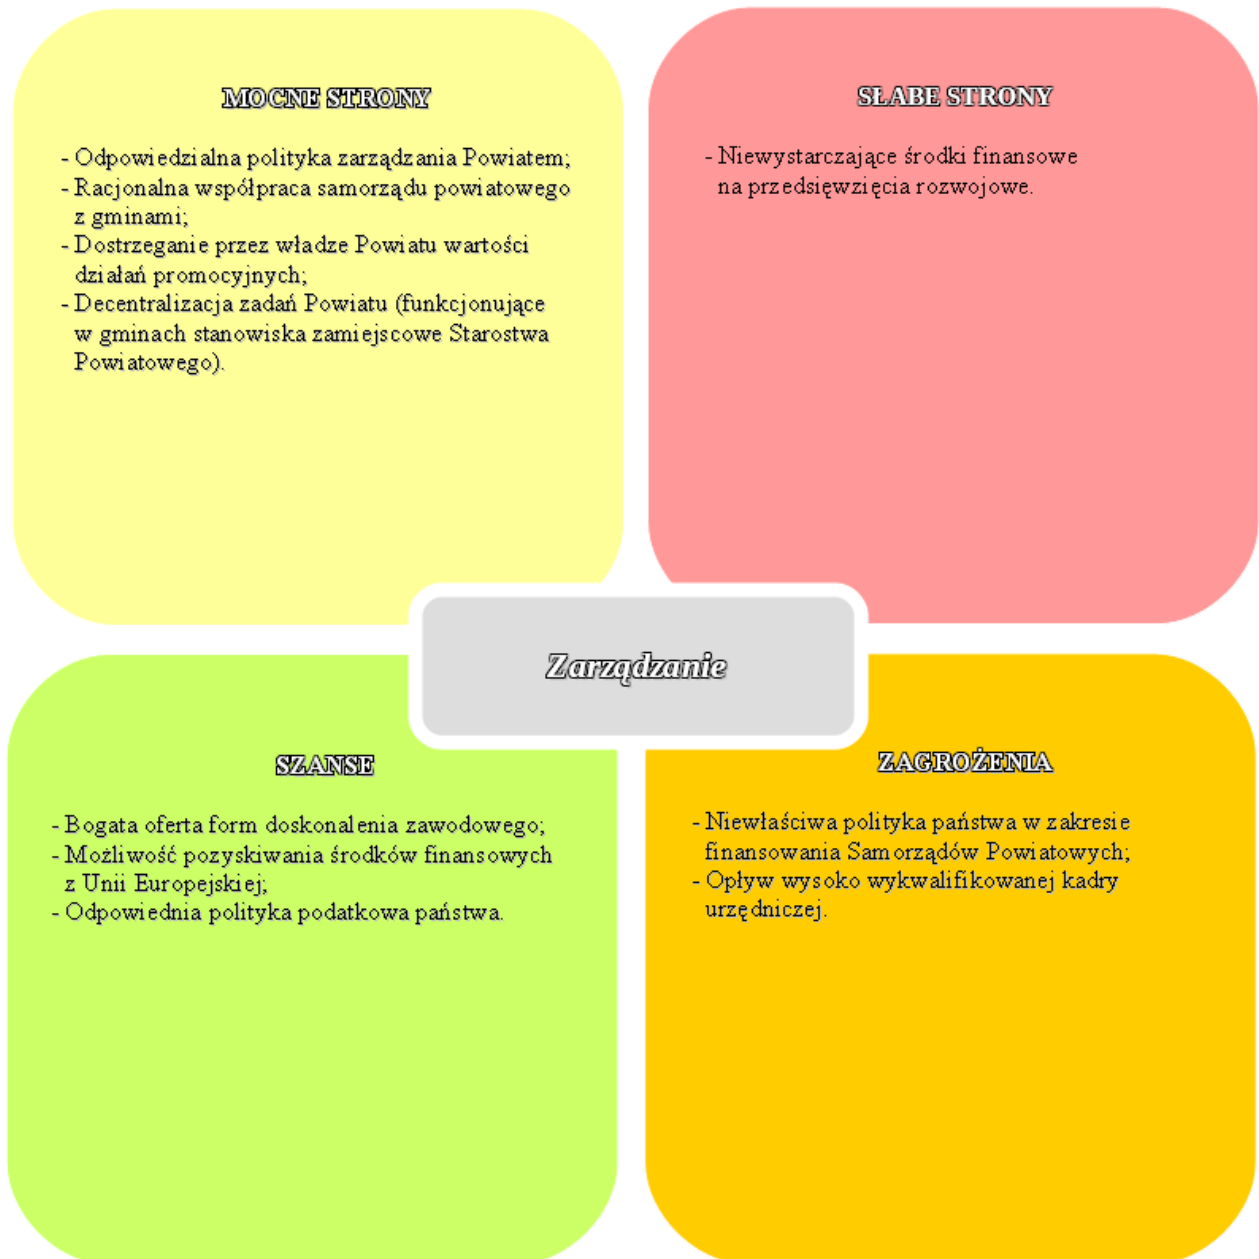 MOCNE STRONY
- Odpowiedzialna polityka zarządzania Powiatem;
- Racjonalna współpraca samorządu powiatowego
z gminami;
- Dostrzeganie przez władze Powiatu wartości
działań promocyjnych;
- Decentralizacja zadań Powiatu (funkcjonujące
w gminach stanowiska zamiejscowe Starostwa
Powiatowego).
SŁABE STRONY
- Niewystarczające środki finansowe
na przedsięwzięcia rozwojowe.
Zarządzanie
SZANSE
- Bogata oferta form doskonalenia zawodowego;
- Możliwość pozyskiwania środków finansowych
z Unii Europejskiej;
- Odpowiednia polityka podatkowa państwa.
ZAGROŻENIA
- Niewłaściwa polityka państwa w zakresie
finansowania Samorządów Powiatowych;
- Opływ wysoko wykwalifikowanej kadry
urzędniczej.